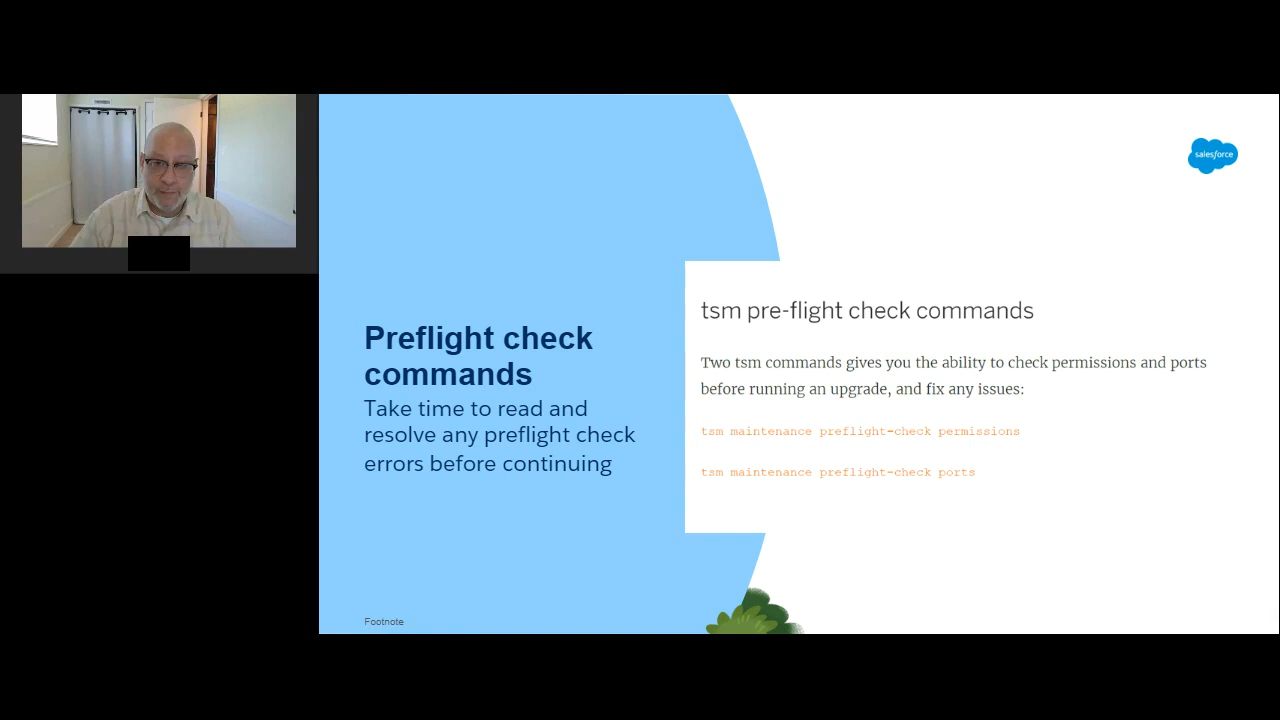 salesforce
Preflight check
commands
Take time to read and
resolve any preflight check
errors before continuing
tsm pre-flight check commands
Two tsm commands gives you the ability to check permissions and ports
before running an upgrade, and fix any issues:
tsm maintenance preflight-check permissions
tsm maintenance preflight-check ports
Footnote